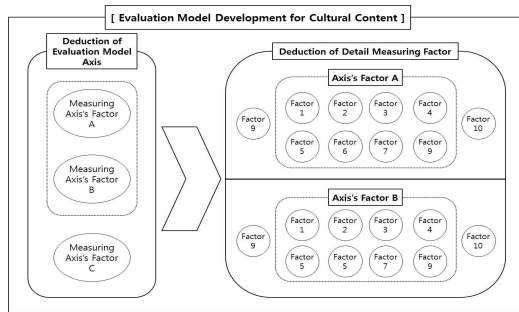 [ Evaluation Model Development for Cultural Content ]
Deduction of
Evaluation Model
Axis
Measuring
Axis's Factor
A
Measuring
Axis's Factor
B
Measuring
Axis's Factor
C
Deduction of Detail Measuring Factor
Axis's Factor A
Factor
9
Factor
1
Factor
2
Factor
3
Factor
4
Factor
5
Factor
6
Factor
7
Factor
9
Factor
10
Axis's Factor B
Factor
9
Factor
1
Factor
2
Factor
3
Factor
4
Factor
5
Factor
5
Factor
7
Factor
9
Factor
10